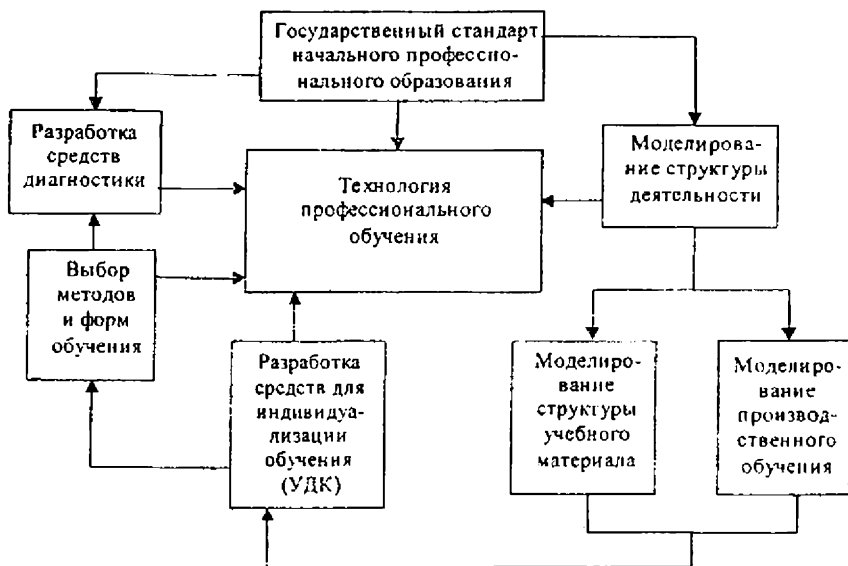 Государственный стандарт
начального профессио-
нального образования
Разработка
средств
диагностики
Технология
профессионального
обучения
Моделирова-
ние структуры
деятельности
Выбор
методов
и форм
обучения
Разработка
средств для
индивидуа-
лизации
обучения
(УДК)
Моделиро-
вание
структуры
учебного
материала
Моделиро-
вание
производ-
ственного
обучения